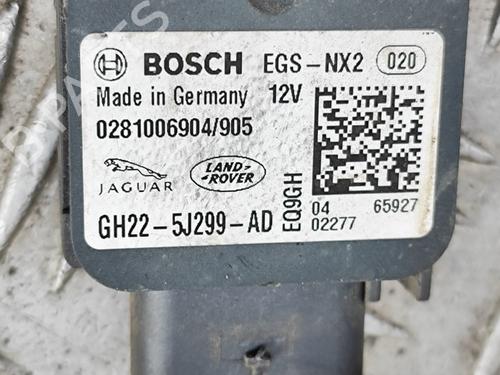 BOSCH EGS-NX2 020
Made in Germany 12V
0281006904/905
JAGUAR
LAND-
ROVER
EQ9GH
04 65927
02277
GH22-5J299-AD